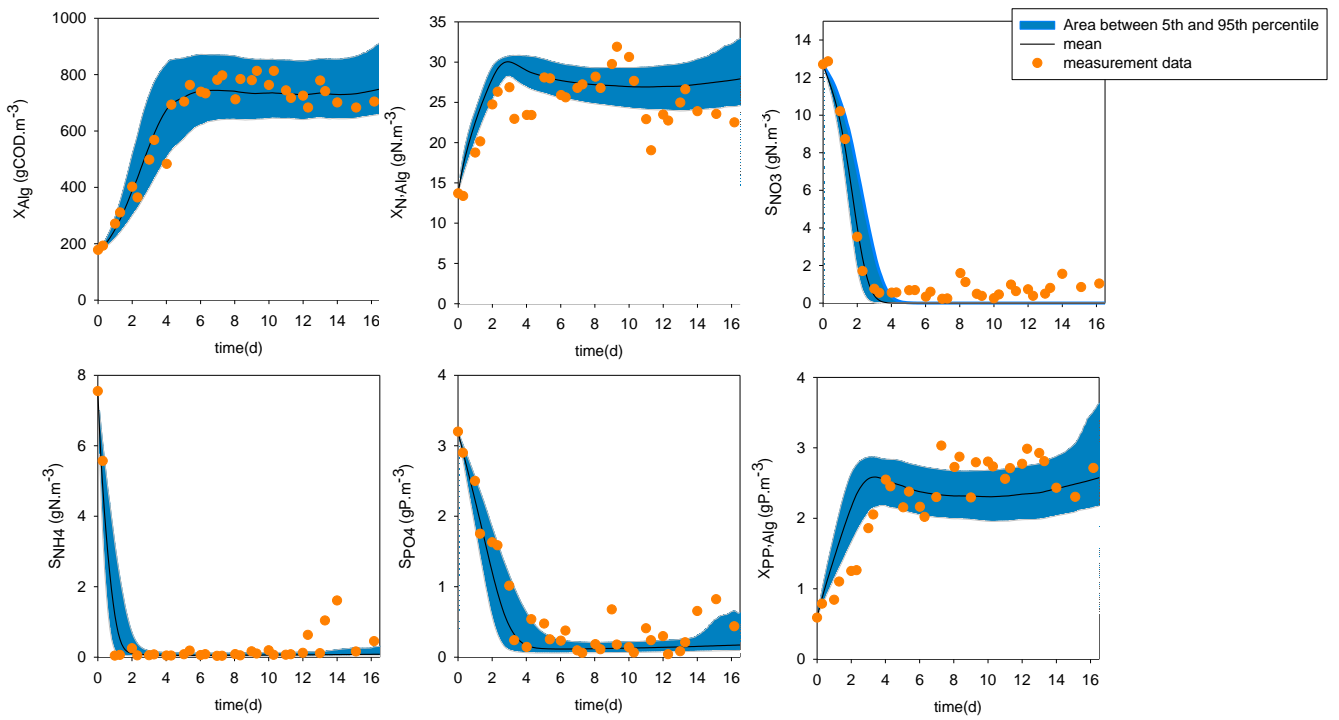 Area between 5th and 95th percentile
mean
measurement data
1000
800
600
400
200
0
X_Alg (gCOD.m-3)
0 2 4 6 8 10 12 14 16
time(d)
35
30
25
20
15
10
5
0
X_N,Alg (gN.m-3)
0 2 4 6 8 10 12 14 16
time(d)
14
12
10
8
6
4
2
0
S_NO3 (gN.m-3)
0 2 4 6 8 10 12 14 16
time(d)
8
6
4
2
0
S_NH4 (gN.m-3)
0 2 4 6 8 10 12 14 16
time(d)
4
3
2
1
0
S_PO4 (gP.m-3)
0 2 4 6 8 10 12 14 16
time(d)
4
3
2
1
0
X_PP,Alg (gP.m-3)
0 2 4 6 8 10 12 14 16
time(d)